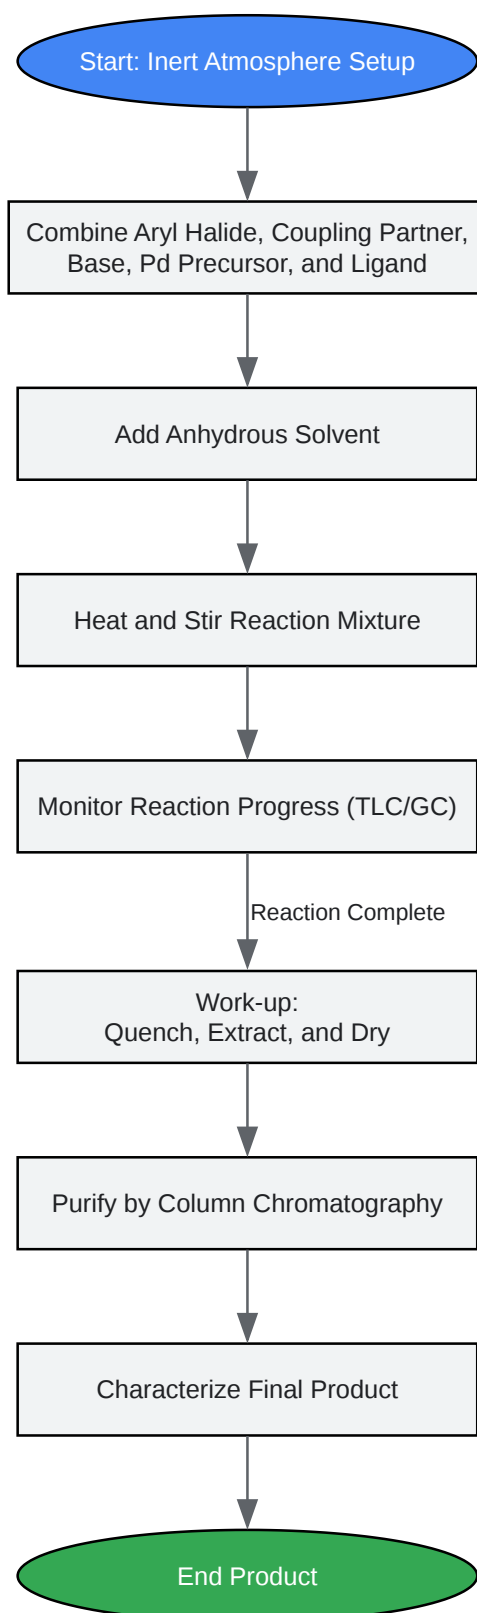 Start: Inert Atmosphere Setup
Combine Aryl Halide, Coupling Partner,
Base, Pd Precursor, and Ligand
Add Anhydrous Solvent
Heat and Stir Reaction Mixture
Monitor Reaction Progress (TLC/GC)
Reaction Complete
Work-up:
Quench, Extract, and Dry
Purify by Column Chromatography
Characterize Final Product
End Product